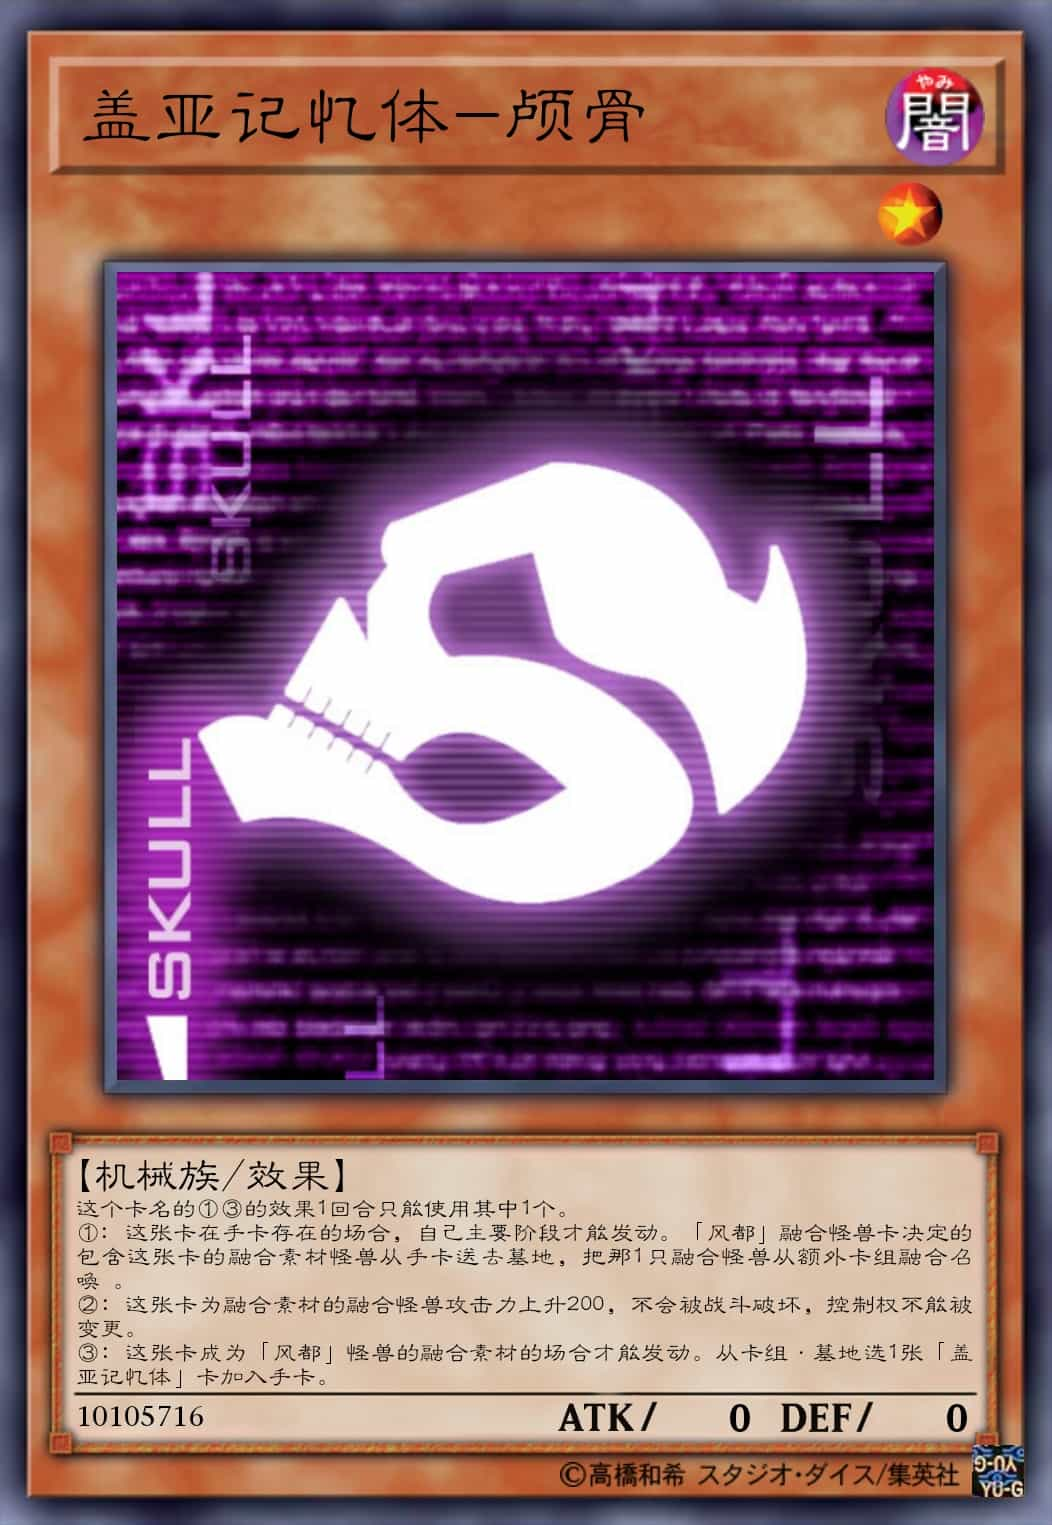 盖亚记忆体-颅骨
やみ
闇
SKULL
SKULL
SKULL
【机械族/效果】
这个卡名的①③的效果1回合只能使用其中1个。
①：这张卡在手卡存在的场合，自己主要阶段才能发动。「风都」融合怪兽卡决定的
包含这张卡的融合素材怪兽从手卡送去墓地，把那1只融合怪兽从额外卡组融合召
唤 。
②：这张卡为融合素材的融合怪兽攻击力上升200，不会被战斗破坏，控制权不能被
变更。
③：这张卡成为「风都」怪兽的融合素材的场合才能发动。从卡组·墓地选1张「盖
亚记忆体」卡加入手卡。
10105716 ATK/ 0 DEF/ 0
©高橋和希 スタジオ・ダイス/集英社
YU-G